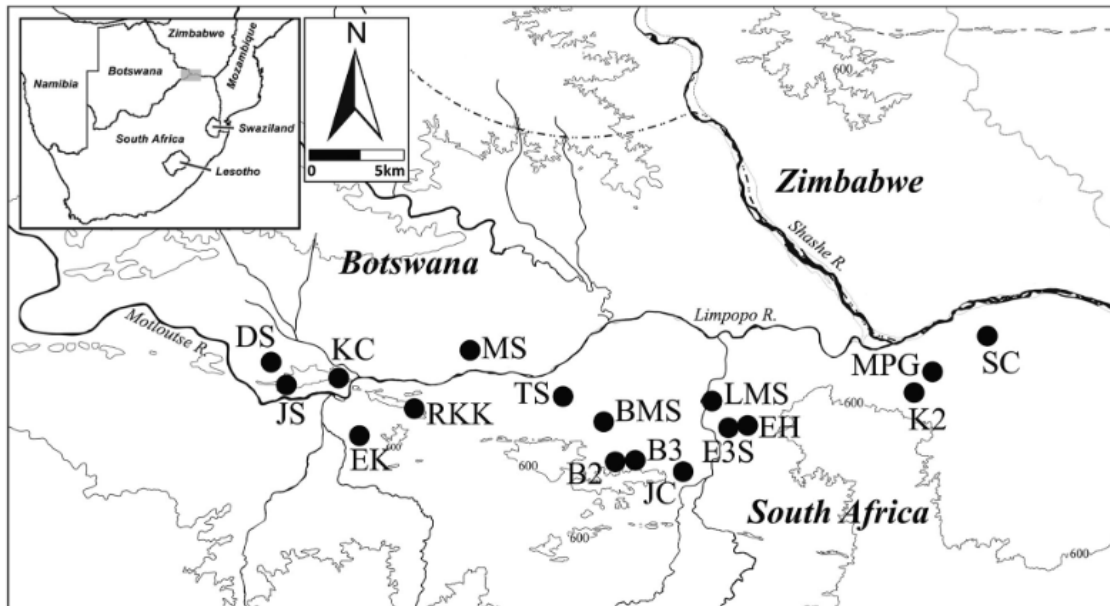 Zimbabwe
Mozambique
Namibia
Botswana
South Africa
Swaziland
Lesotho
N
0 5km
600
Zimbabwe
Shashe R.
Botswana
Limpopo R.
Motloutse R.
DS
KC
MS
MPG
SC
JS
RKK
TS
BMS
LMS
EH
K2
600
EK
600
600
B2
B3
JC
E3S
South Africa
600
600